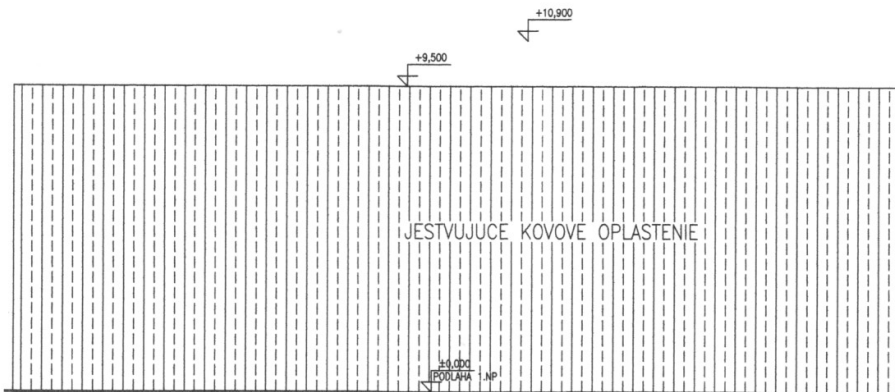 +10,900
+9,500
JESTVUJUCE KOVOVE OPLASTENIE
±0,000
PODLAHA 1.NP